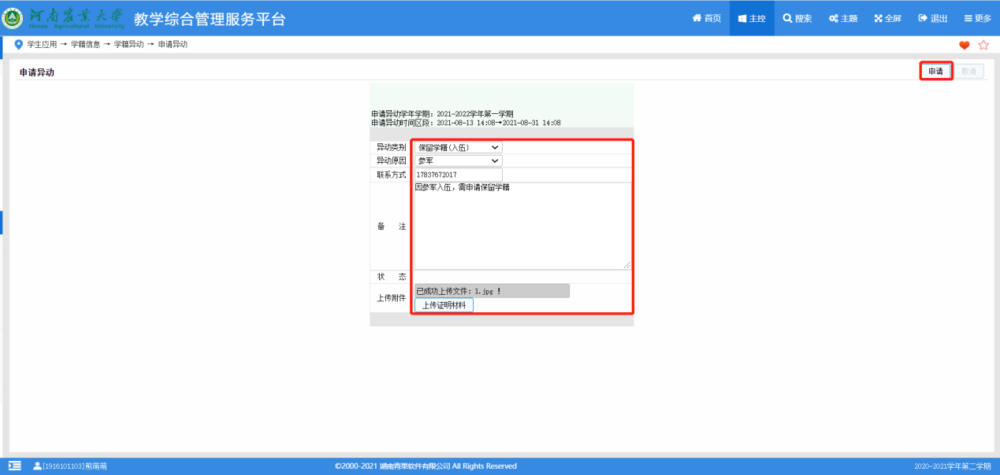 河南农业大学
Henan Agricultural University
教学综合管理服务平台
首页 主控 搜索 主题 全屏 退出 更多
学生应用 → 学籍信息 → 学籍异动 → 申请异动
申请异动
申请 取消
申请异动学年学期：2021-2022学年第一学期
申请异动时间区段：2021-08-13 14:08→2021-08-31 14:08
异动类别 保留学籍(入伍)
异动原因 参军
联系方式 17837672017
因参军入伍，需申请保留学籍
备 注
状 态
已成功上传文件：1.jpg ！
上传附件
上传证明材料
[1916101103]熊萌萌
©2000-2021 湖南青果软件有限公司 All Rights Reserved
2020-2021学年第二学期